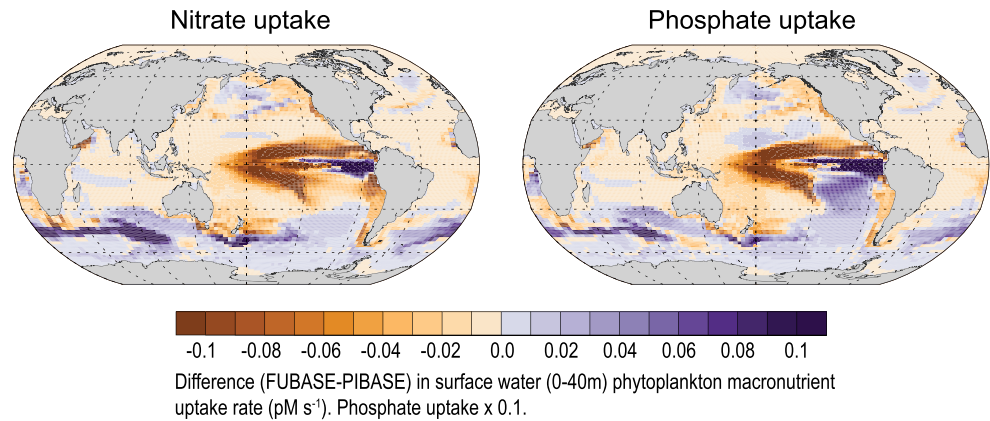 Nitrate uptake
Phosphate uptake
-0.1 -0.08 -0.06 -0.04 -0.02 0.0 0.02 0.04 0.06 0.08 0.1
Difference (FUBASE-PIBASE) in surface water (0-40m) phytoplankton macronutrient
uptake rate (pM s⁻¹). Phosphate uptake x 0.1.